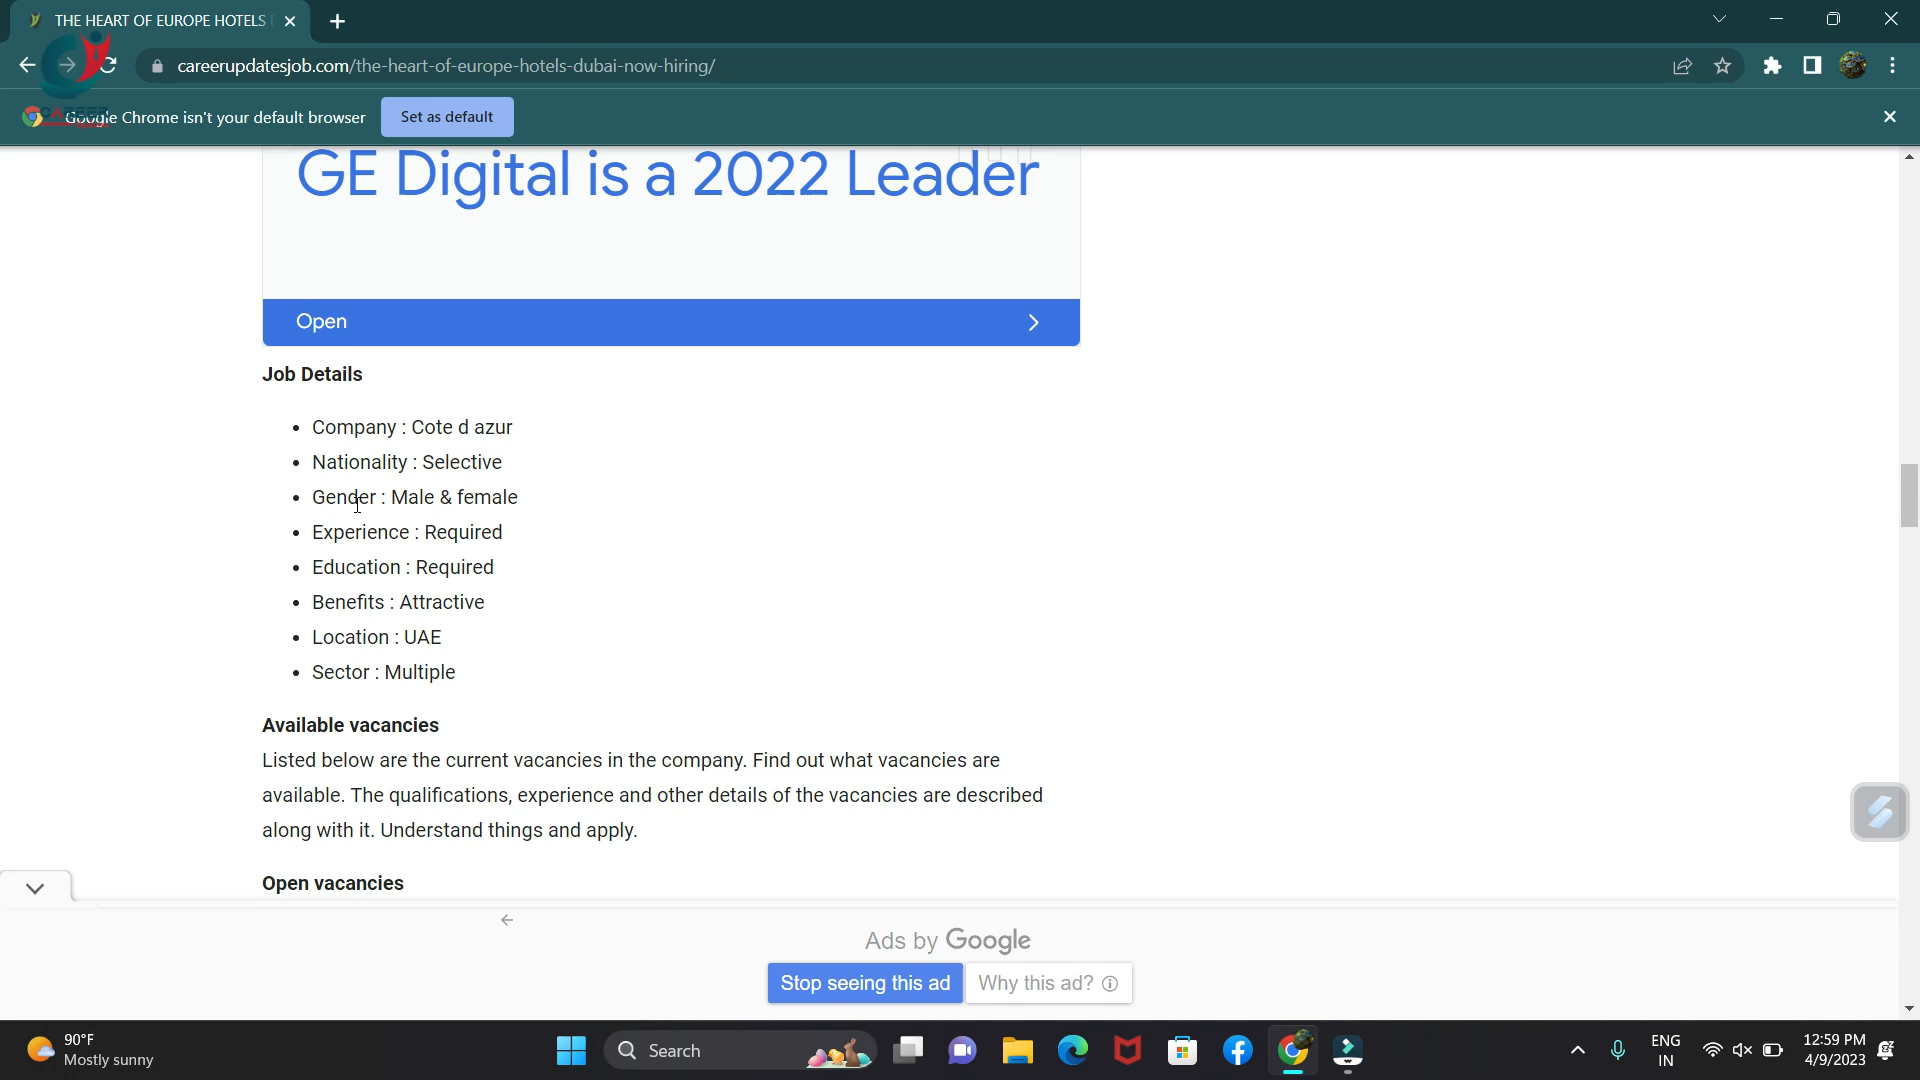 THE HEART OF EUROPE HOTELS
careerupdatesjob.com/the-heart-of-europe-hotels-dubai-now-hiring/
Google Chrome isn't your default browser
Set as default
GE Digital is a 2022 Leader
Open
Job Details
• Company : Cote d azur
• Nationality : Selective
• Gender : Male & female
• Experience : Required
• Education : Required
• Benefits : Attractive
• Location : UAE
• Sector : Multiple
Available vacancies
Listed below are the current vacancies in the company. Find out what vacancies are
available. The qualifications, experience and other details of the vacancies are described
along with it. Understand things and apply.
Open vacancies
Ads by Google
Stop seeing this ad
Why this ad?
90°F
Mostly sunny
Search
ENG
IN
12:59 PM
4/9/2023